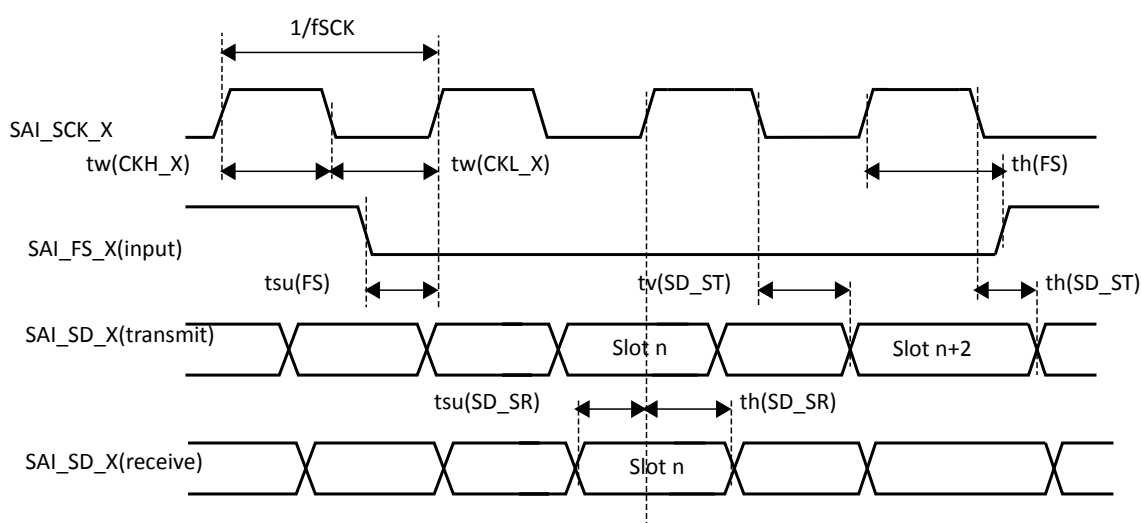 1/fSCK
SAI_SCK_X
tw(CKH_X)
tw(CKL_X)
th(FS)
SAI_FS_X(input)
tsu(FS)
tv(SD_ST)
th(SD_ST)
SAI_SD_X(transmit)
Slot n
Slot n+2
tsu(SD_SR)
th(SD_SR)
SAI_SD_X(receive)
Slot n